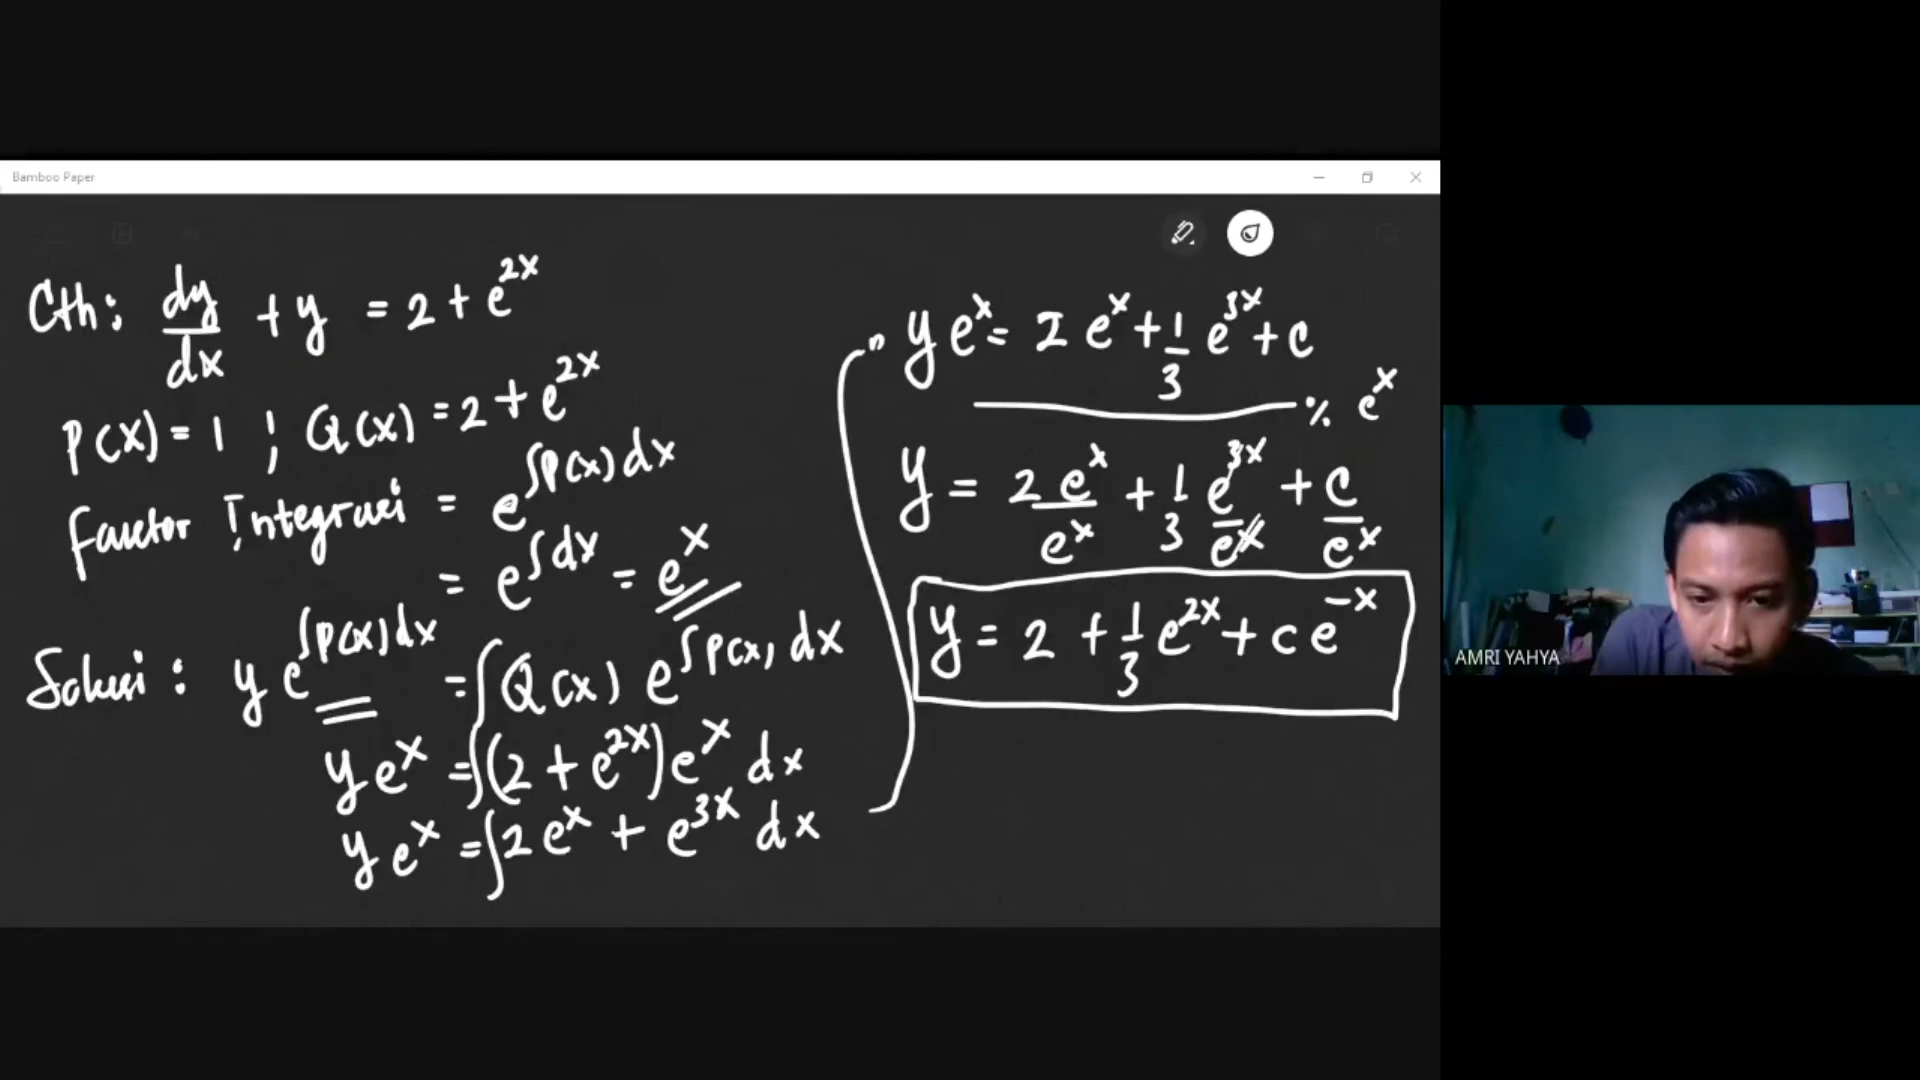 Bamboo Paper
Cth: dy/dx + y = 2 + e^{2x}
P(x) = 1 ; Q(x) = 2 + e^{2x}
Factor Integrasi = e^{∫P(x)dx}
= e^{∫dx} = e^x
Solusi : y e^{∫P(x)dx} = ∫Q(x) e^{∫P(x)} dx
y e^x = ∫(2 + e^{2x}) e^x dx
y e^x = ∫2e^x + e^{3x} dx
" y e^x = 2 e^x + 1/3 e^{3x} + c
% e^x
y = 2 e^x/e^x + 1/3 e^{3x}/e^x + c/e^x
y = 2 + 1/3 e^{2x} + c e^{-x}
AMRI YAHYA